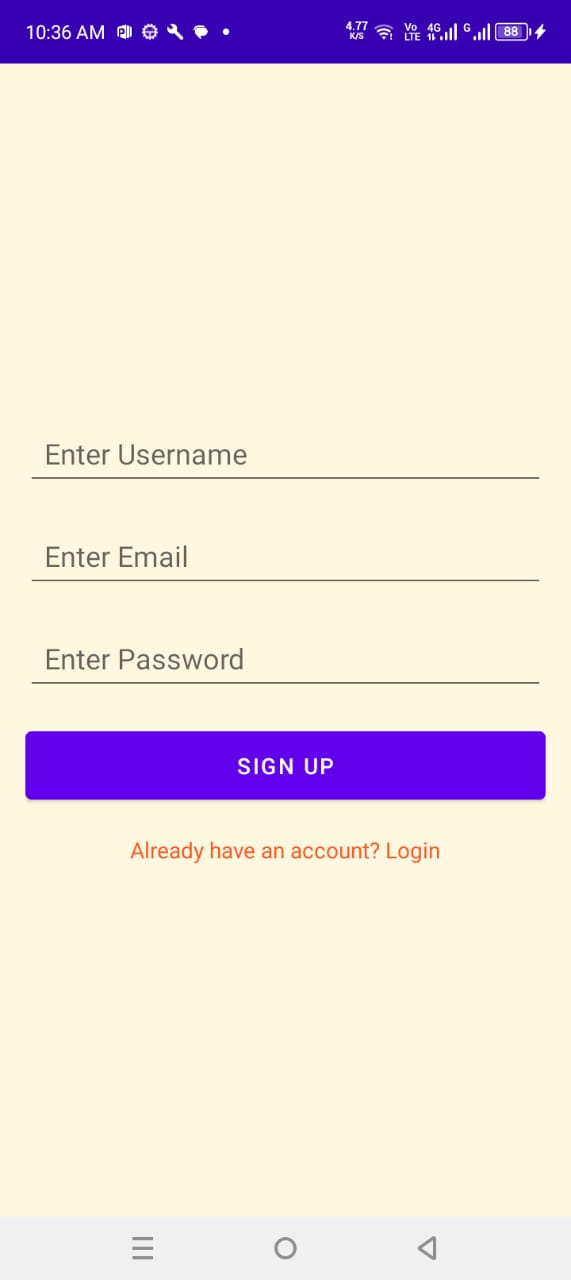 10:36 AM 4.77 K/S Vo LTE 4G G 88
Enter Username
Enter Email
Enter Password
SIGN UP
Already have an account? Login